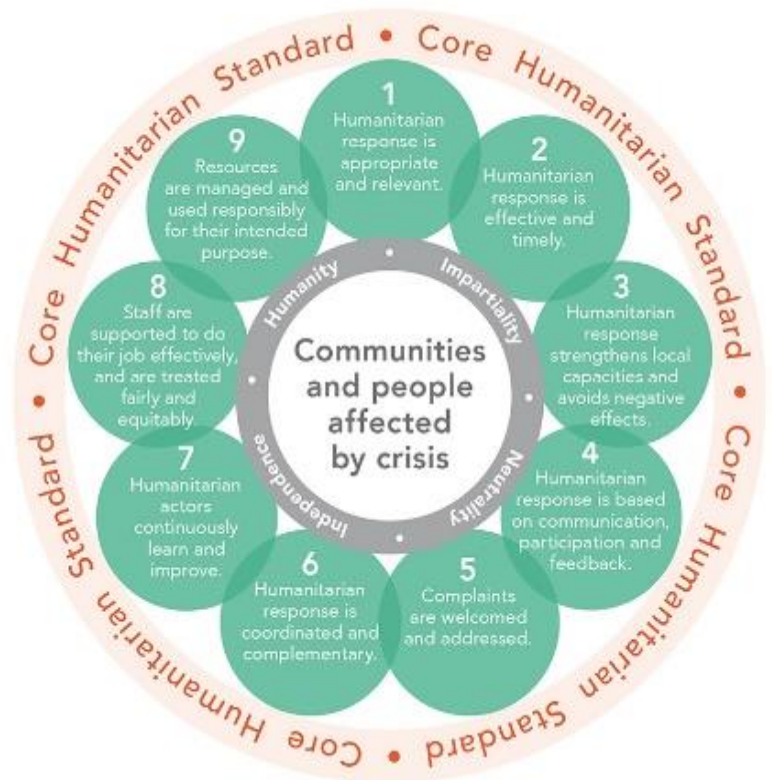 Core Humanitarian Standard • Core Humanitarian Standard • Core Humanitarian Standard • Core Humanitarian Standard •
1
Humanitarian
response is
appropriate
and relevant.
2
Humanitarian
response is
effective and
timely.
3
Humanitarian
response
strengthens local
capacities and
avoids negative
effects.
4
Humanitarian
response is based
on communication,
participation and
feedback.
5
Complaints
are welcomed
and addressed.
6
Humanitarian
response is
coordinated and
complementary.
7
Humanitarian
actors
continuously
learn and
improve.
8
Staff are
supported to do
their job effectively,
and are treated
fairly and
equitably
9
Resources
are managed and
used responsibly
for their intended
purpose.
Humanity • Impartiality • Neutrality • Independence •
Communities
and people
affected
by crisis